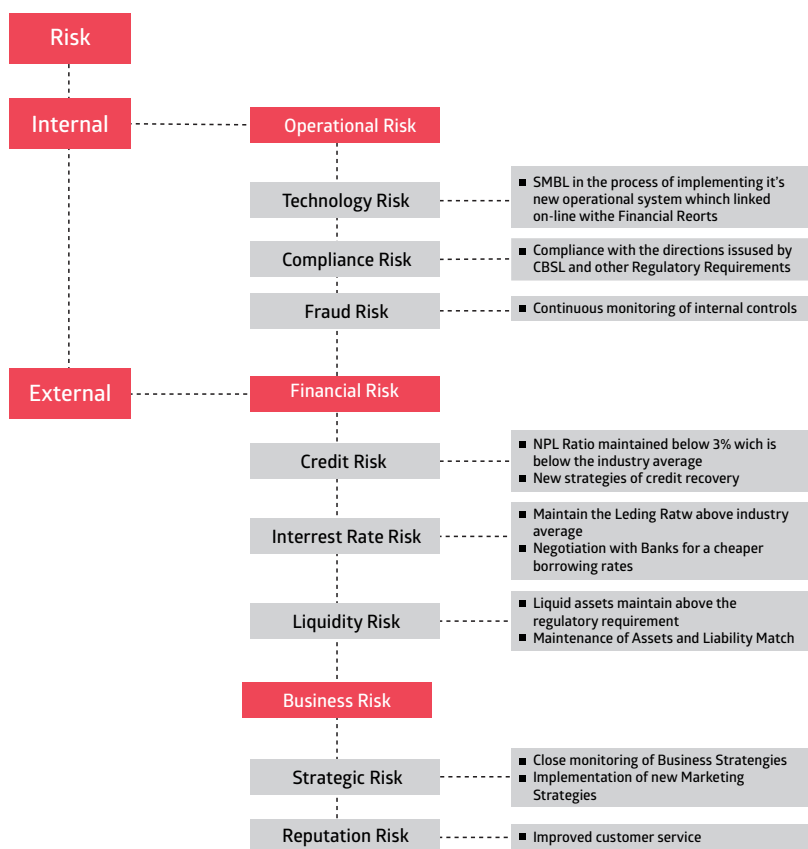 Risk
Internal
Operational Risk
Technology Risk
▪ SMBL in the process of implementing it's
new operational system whinch linked
on-line withe Financial Reorts
Compliance Risk
▪ Compliance with the directions issused by
CBSL and other Regulatory Requirements
Fraud Risk
▪ Continuous monitoring of internal controls
External
Financial Risk
Credit Risk
▪ NPL Ratio maintained below 3% wich is
below the industry average
▪ New strategies of credit recovery
Interrest Rate Risk
▪ Maintain the Leding Ratw above industry
average
▪ Negotiation with Banks for a cheaper
borrowing rates
Liquidity Risk
▪ Liquid assets maintain above the
regulatory requirement
▪ Maintenance of Assets and Liability Match
Business Risk
Strategic Risk
▪ Close monitoring of Business Stratengies
▪ Implementation of new Marketing
Strategies
Reputation Risk
▪ Improved customer service